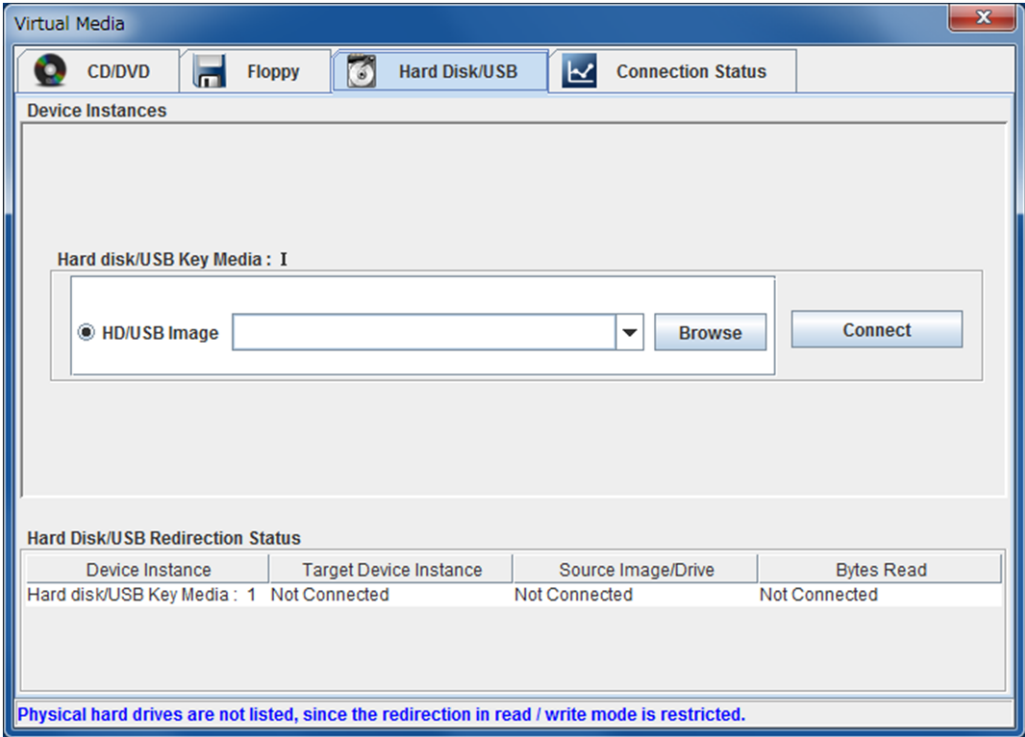 Virtual Media
CD/DVD Floppy Hard Disk/USB Connection Status
Device Instances
Hard disk/USB Key Media : I
HD/USB Image Browse Connect
Hard Disk/USB Redirection Status
Device Instance Target Device Instance Source Image/Drive Bytes Read
Hard disk/USB Key Media : 1 Not Connected Not Connected Not Connected
Physical hard drives are not listed, since the redirection in read / write mode is restricted.